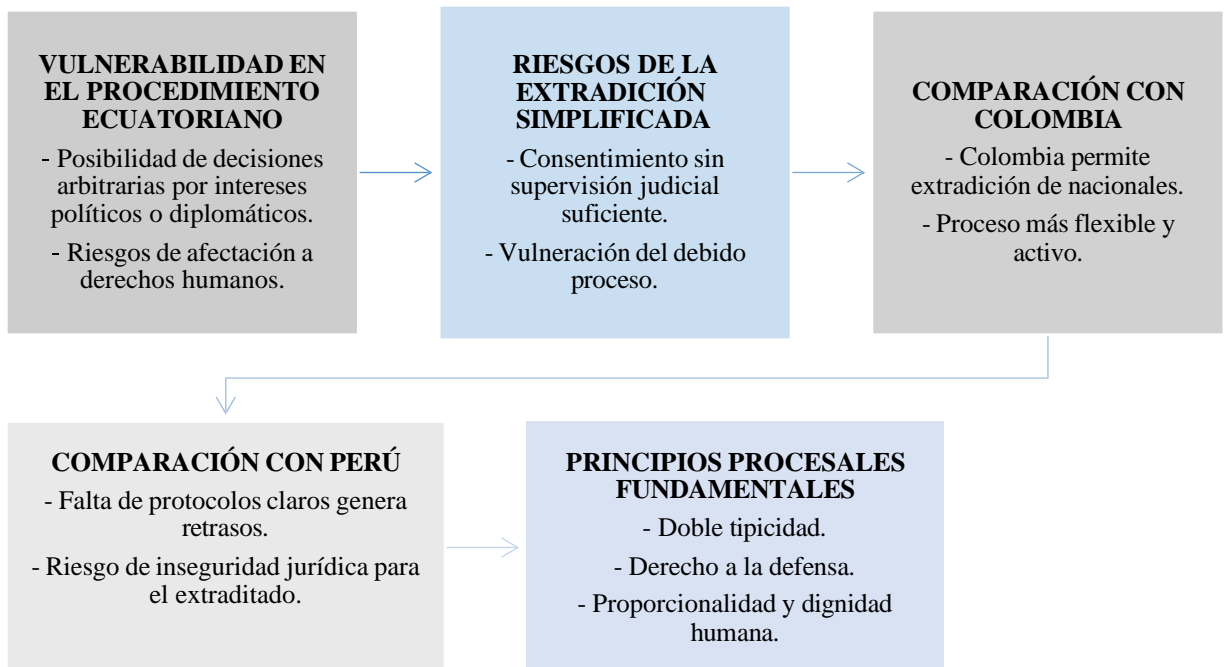 VULNERABILIDAD EN
EL PROCEDIMIENTO
ECUATORIANO
- Posibilidad de decisiones
arbitrarias por intereses
políticos o diplomáticos.
- Riesgos de afectación a
derechos humanos.
RIESGOS DE LA
EXTRADICIÓN
SIMPLIFICADA
- Consentimiento sin
supervisión judicial
suficiente.
- Vulneración del debido
proceso.
COMPARACIÓN CON
COLOMBIA
- Colombia permite
extradición de nacionales.
- Proceso más flexible y
activo.
COMPARACIÓN CON PERÚ
- Falta de protocolos claros genera
retrasos.
- Riesgo de inseguridad jurídica para
el extraditado.
PRINCIPIOS PROCESALES
FUNDAMENTALES
- Doble tipicidad.
- Derecho a la defensa.
- Proporcionalidad y dignidad
humana.